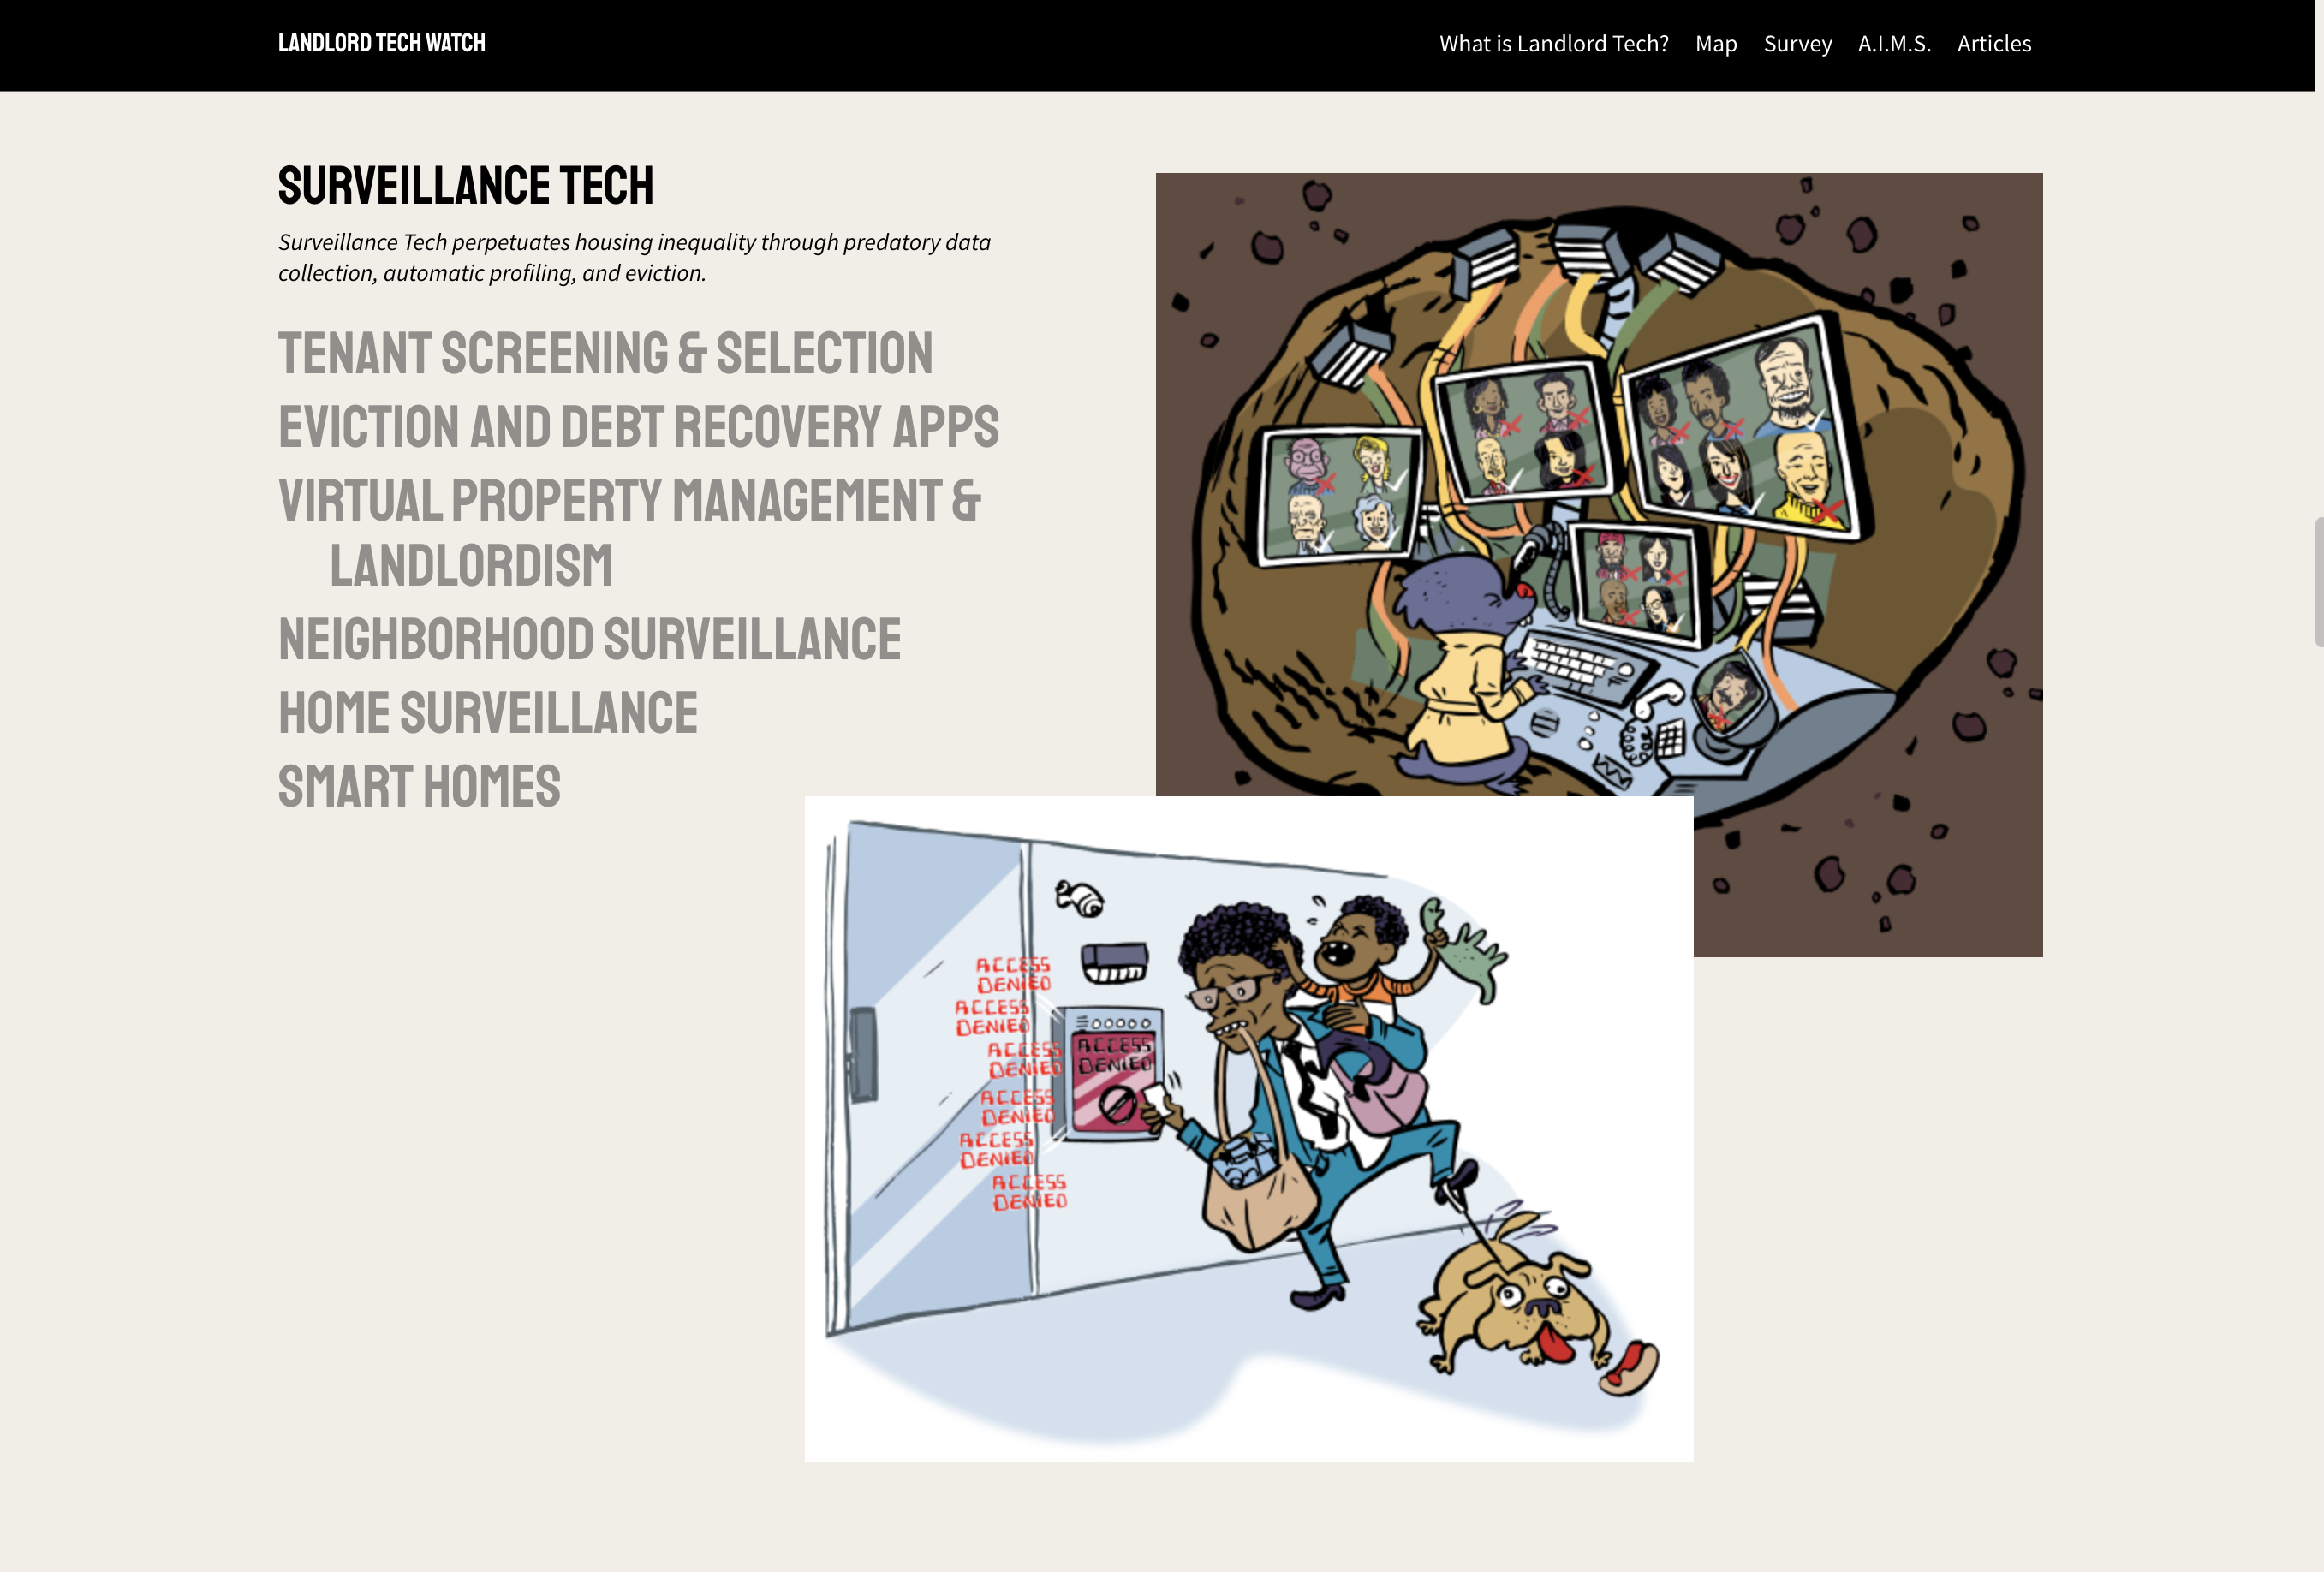 LANDLORD TECH WATCH
What is Landlord Tech? Map Survey A.I.M.S. Articles
SURVEILLANCE TECH
Surveillance Tech perpetuates housing inequality through predatory data
collection, automatic profiling, and eviction.
TENANT SCREENING & SELECTION
EVICTION AND DEBT RECOVERY APPS
VIRTUAL PROPERTY MANAGEMENT &
LANDLORDISM
NEIGHBORHOOD SURVEILLANCE
HOME SURVEILLANCE
SMART HOMES
ACCESS
DENIED
ACCESS
DENIED
ACCESS
DENIED
ACCESS
DENIED
ACCESS
DENIED
ACCESS
DENIED
ACCESS
DENIED